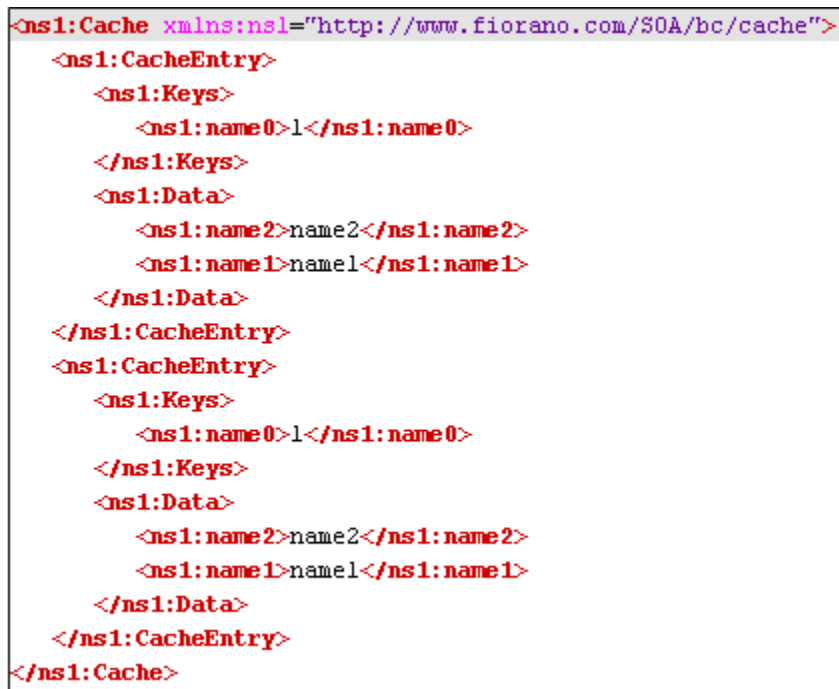 <ns1:Cache xmlns:ns1="http://www.fiorano.com/SOA/bc/cache">
<ns1:CacheEntry>
<ns1:Keys>
<ns1:name0>1</ns1:name0>
</ns1:Keys>
<ns1:Data>
<ns1:name2>name2</ns1:name2>
<ns1:name1>name1</ns1:name1>
</ns1:Data>
</ns1:CacheEntry>
<ns1:CacheEntry>
<ns1:Keys>
<ns1:name0>1</ns1:name0>
</ns1:Keys>
<ns1:Data>
<ns1:name2>name2</ns1:name2>
<ns1:name1>name1</ns1:name1>
</ns1:Data>
</ns1:CacheEntry>
</ns1:Cache>